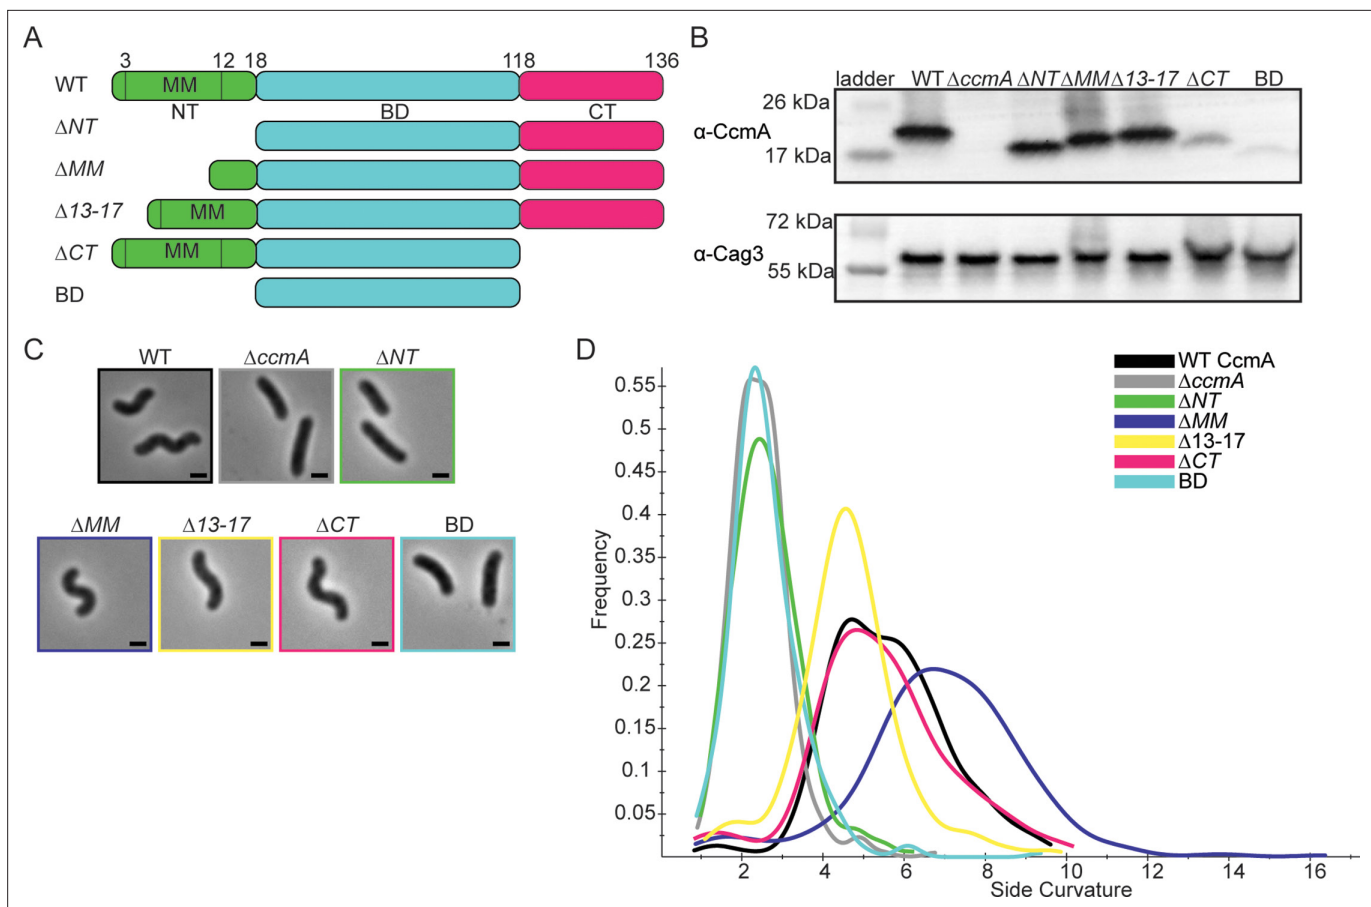 A
3 12 18 118 136
WT MM
NT BD CT
ΔNT
ΔMM
Δ13-17 MM
ΔCT MM
BD
B
ladder WT ΔccmA ΔNT ΔMM Δ13-17 ΔCT BD
26 kDa
α-CcmA
17 kDa
72 kDa
α-Cag3
55 kDa
C
WT ΔccmA ΔNT
ΔMM Δ13-17 ΔCT BD
D
WT CcmA
ΔccmA
ΔNT
ΔMM
Δ13-17
ΔCT
BD
Frequency
0.55
0.5
0.45
0.4
0.35
0.3
0.25
0.2
0.15
0.1
0.05
2 4 6 8 10 12 14 16
Side Curvature